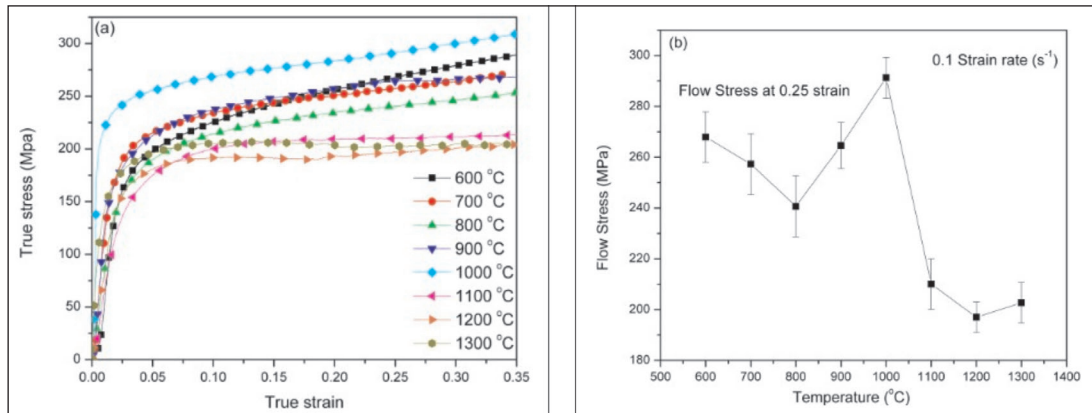 (a)
300
250
200
150
100
50
0
True stress (Mpa)
0.00 0.05 0.10 0.15 0.20 0.25 0.30 0.35
True strain
600 °C
700 °C
800 °C
900 °C
1000 °C
1100 °C
1200 °C
1300 °C
(b)
0.1 Strain rate (s⁻¹)
Flow Stress at 0.25 strain
300
280
260
240
220
200
180
Flow Stress (MPa)
500 600 700 800 900 1000 1100 1200 1300 1400
Temperature (°C)